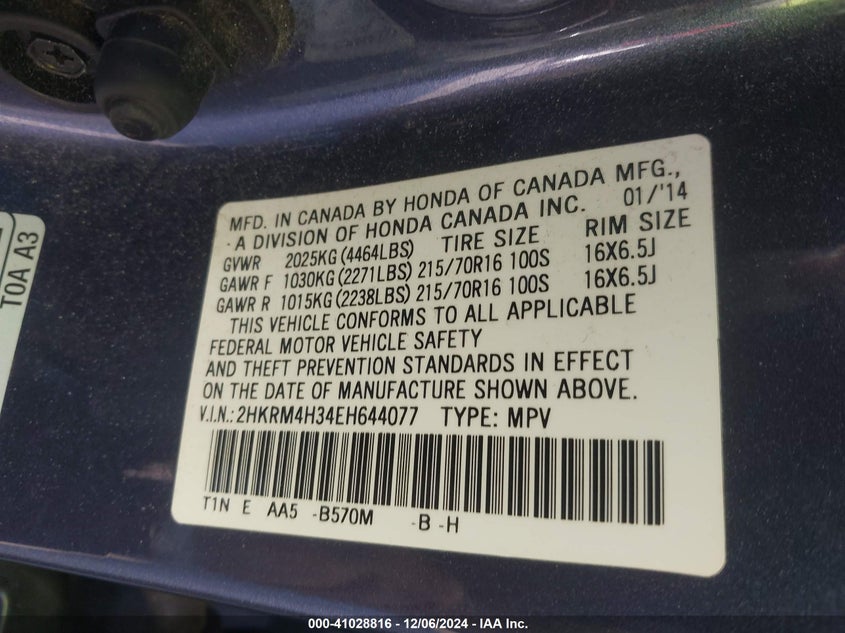 MFD. IN CANADA BY HONDA OF CANADA MFG.,
A DIVISION OF HONDA CANADA INC. 01/'14
GVWR 2025KG (4464LBS) TIRE SIZE RIM SIZE
GAWR F 1030KG (2271LBS) 215/70R16 100S 16X6.5J
GAWR R 1015KG (2238LBS) 215/70R16 100S 16X6.5J
THIS VEHICLE CONFORMS TO ALL APPLICABLE
FEDERAL MOTOR VEHICLE SAFETY
AND THEFT PREVENTION STANDARDS IN EFFECT
ON THE DATE OF MANUFACTURE SHOWN ABOVE.
V.I.N.: 2HKRM4H34EH644077 TYPE: MPV
T1N E AA5 -B570M -B -H
T0A A3
000-41028816 - 12/06/2024 - IAA Inc.